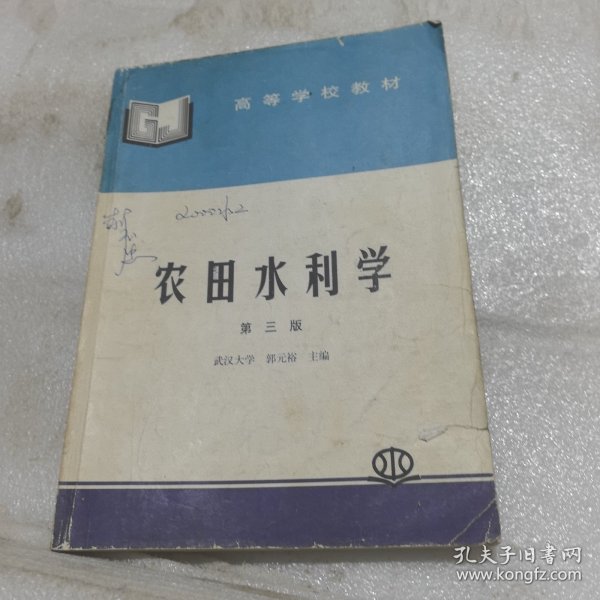 高等学校教材
GJ
农田水利学
第三版
武汉大学 郭元裕 主编
孔夫子旧书网
www.kongfz.com